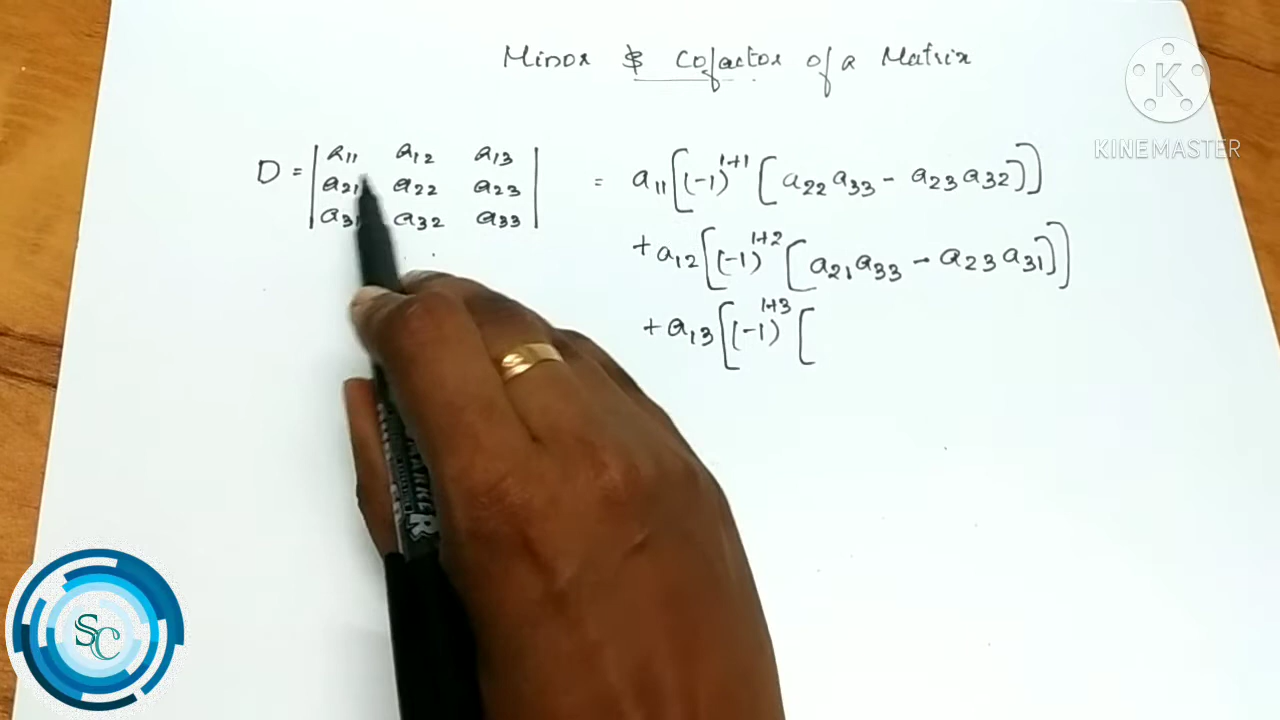 Minor & Cofactor of a Matrix
K
KINEMASTER
D = | a11 a12 a13 | = a11[(-1)^1+1 [a22a33 - a23a32]]
| a21 a22 a23 | +a12[(-1)^1+2 [a21a33 - a23a31]]
| a31 a32 a33 | +a13[(-1)^1+3 [
SC
MARKER